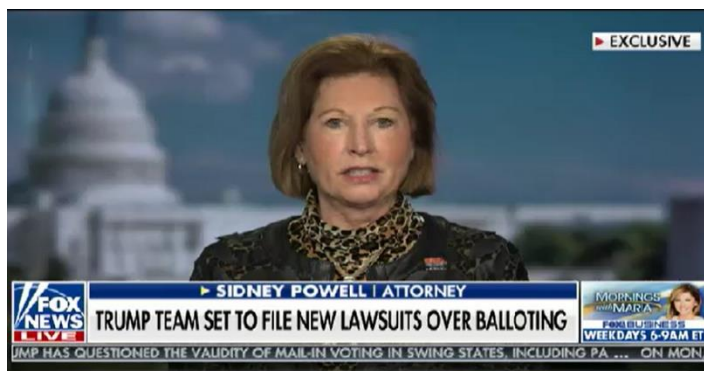 EXCLUSIVE
SIDNEY POWELL | ATTORNEY
FOX
NEWS
LIVE
TRUMP TEAM SET TO FILE NEW LAWSUITS OVER BALLOTING
MORNINGS
with MARIA
FOX BUSINESS
WEEKDAYS 6-9AM ET
UMP HAS QUESTIONED THE VALIDITY OF MAIL-IN VOTING IN SWING STATES, INCLUDING PA ... ON MON